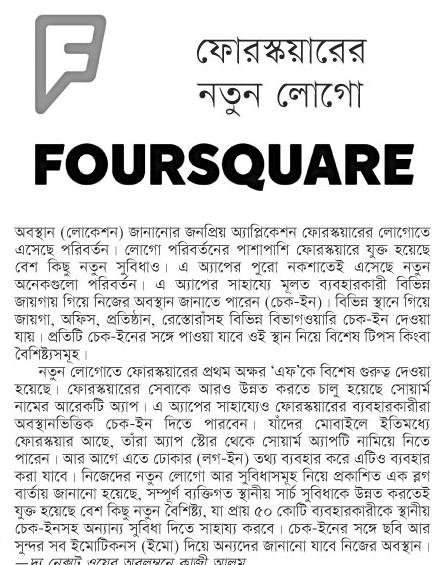 ফোরস্কয়ারের
নতুন লোগো
FOURSQUARE
অবস্থান (লোকেশন) জানানোর জনপ্রিয় অ্যাপ্লিকেশন ফোরস্কয়ারের লোগোতে
এসেছে পরিবর্তন। লোগো পরিবর্তনের পাশাপাশি ফোরস্কয়ারে যুক্ত হয়েছে
বেশ কিছু নতুন সুবিধাও। এ অ্যাপের পুরো নকশাতেই এসেছে নতুন
অনেকগুলো পরিবর্তন। এ অ্যাপের সাহায্যে মূলত ব্যবহারকারী বিভিন্ন
জায়গায় গিয়ে নিজের অবস্থান জানাতে পারেন (চেক-ইন)। বিভিন্ন স্থানে গিয়ে
জায়গা, অফিস, প্রতিষ্ঠান, রেস্তোরাঁসহ বিভিন্ন বিভাগওয়ারি চেক-ইন দেওয়া
যায়। প্রতিটি চেক-ইনের সঙ্গে পাওয়া যাবে ওই স্থান নিয়ে বিশেষ টিপস কিংবা
বৈশিষ্ট্যসমূহ।
নতুন লোগোতে ফোরস্কয়ারের প্রথম অক্ষর ‘এফ’কে বিশেষ গুরুত্ব দেওয়া
হয়েছে। ফোরস্কয়ারের সেবাকে আরও উন্নত করতে চালু হয়েছে সোয়ার্ম
নামের আরেকটি অ্যাপ। এ অ্যাপের সাহায্যেও ফোরস্কয়ারের ব্যবহারকারীরা
অবস্থানভিত্তিক চেক-ইন দিতে পারবেন। যাঁদের মোবাইলে ইতিমধ্যে
ফোরস্কয়ার আছে, তাঁরা অ্যাপ স্টোর থেকে সোয়ার্ম অ্যাপটি নামিয়ে নিতে
পারেন। আর আগে এতে ঢোকার (লগ-ইন) তথ্য ব্যবহার করে এটিও ব্যবহার
করা যাবে। নিজেদের নতুন লোগো আর সুবিধাসমূহ নিয়ে প্রকাশিত এক ব্লগ
বার্তায় জানানো হয়েছে, সম্পূর্ণ ব্যক্তিগত স্থানীয় সার্চ সুবিধাকে উন্নত করতেই
যুক্ত হয়েছে বেশ কিছু নতুন বৈশিষ্ট্য, যা প্রায় ৫০ কোটি ব্যবহারকারীকে স্থানীয়
চেক-ইনসহ অন্যান্য সুবিধা দিতে সাহায্য করবে। চেক-ইনের সঙ্গে ছবি আর
সুন্দর সব ইমোটিকনস (ইমো) দিয়ে অন্যদের জানানো যাবে নিজের অবস্থান।
—দ্য নেক্সট ওয়েব অবলম্বনে কাজী আলম